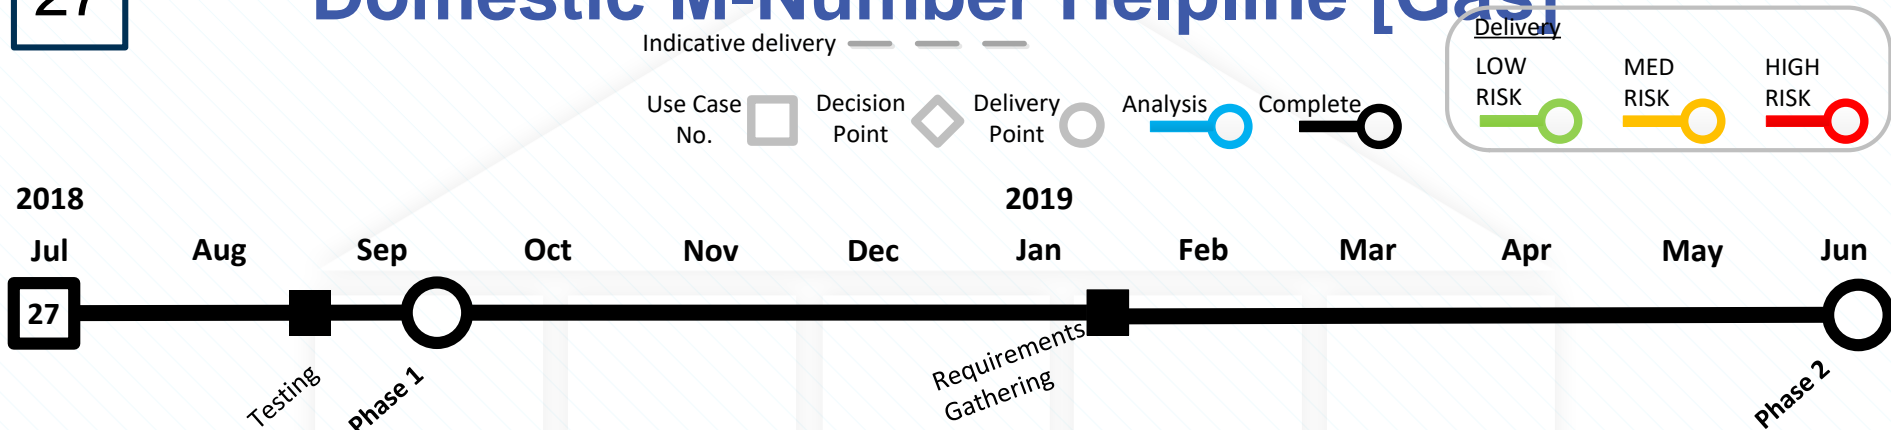 27
Domestic M-Number Helpline [Gas]
Indicative delivery
Delivery
LOW
RISK
MED
RISK
HIGH
RISK
Use Case
No.
Decision
Point
Delivery
Point
Analysis
Complete
2018
2019
Jul
Aug
Sep
Oct
Nov
Dec
Jan
Feb
Mar
Apr
May
Jun
27
Testing
Phase 1
Requirements
Gathering
Phase 2